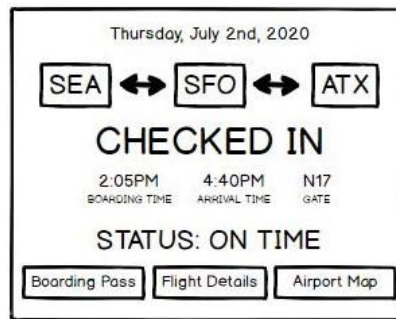 Thursday, July 2nd, 2020
SEA SFO ATX
CHECKED IN
2:05PM 4:40PM N17
BOARDING TIME ARRIVAL TIME GATE
STATUS: ON TIME
Boarding Pass Flight Details Airport Map